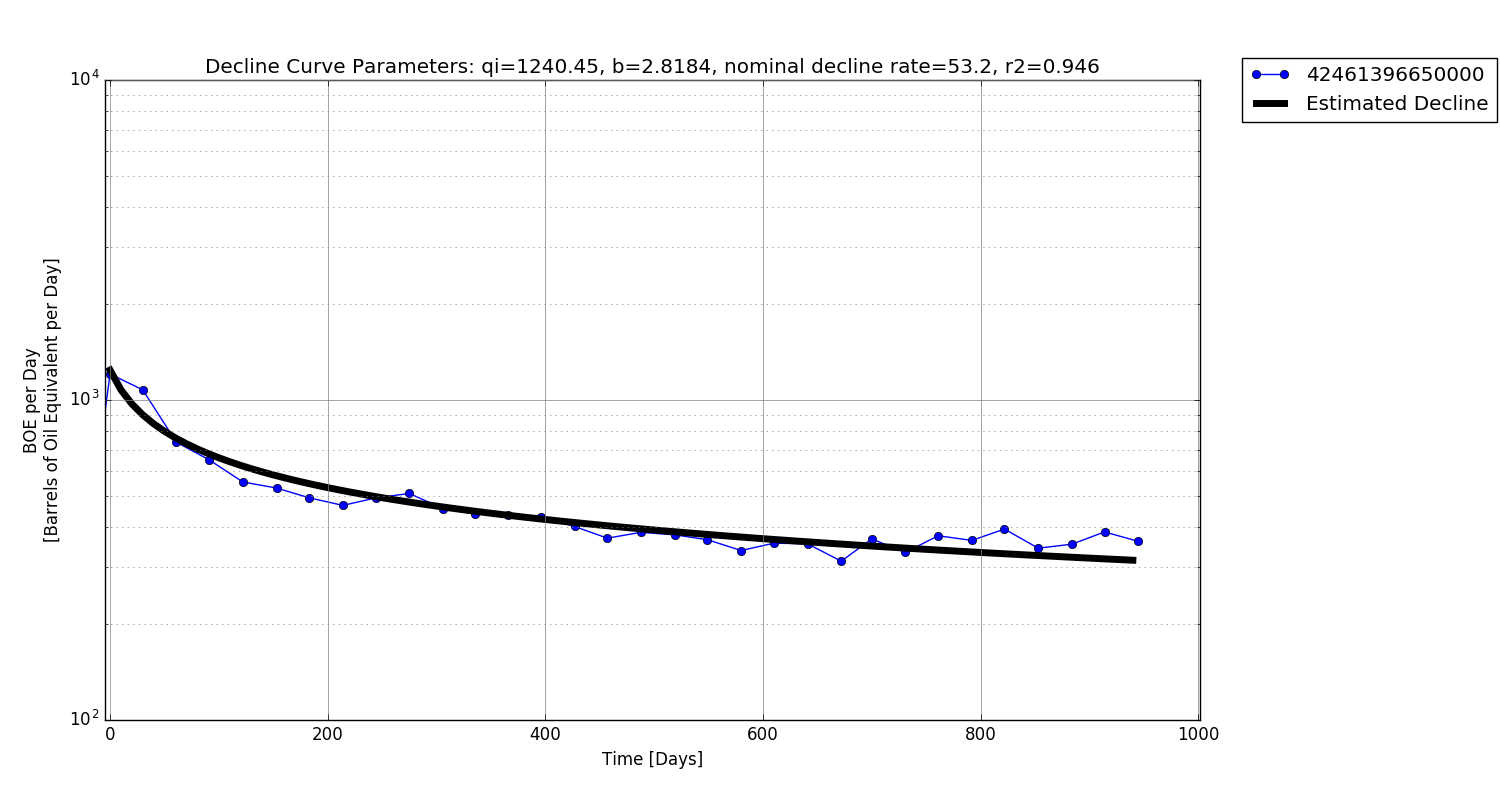 Decline Curve Parameters: qi=1240.45, b=2.8184, nominal decline rate=53.2, r2=0.946
42461396650000
Estimated Decline
10^4
10^3
10^2
BOE per Day
[Barrels of Oil Equivalent per Day]
0 200 400 600 800 1000
Time [Days]